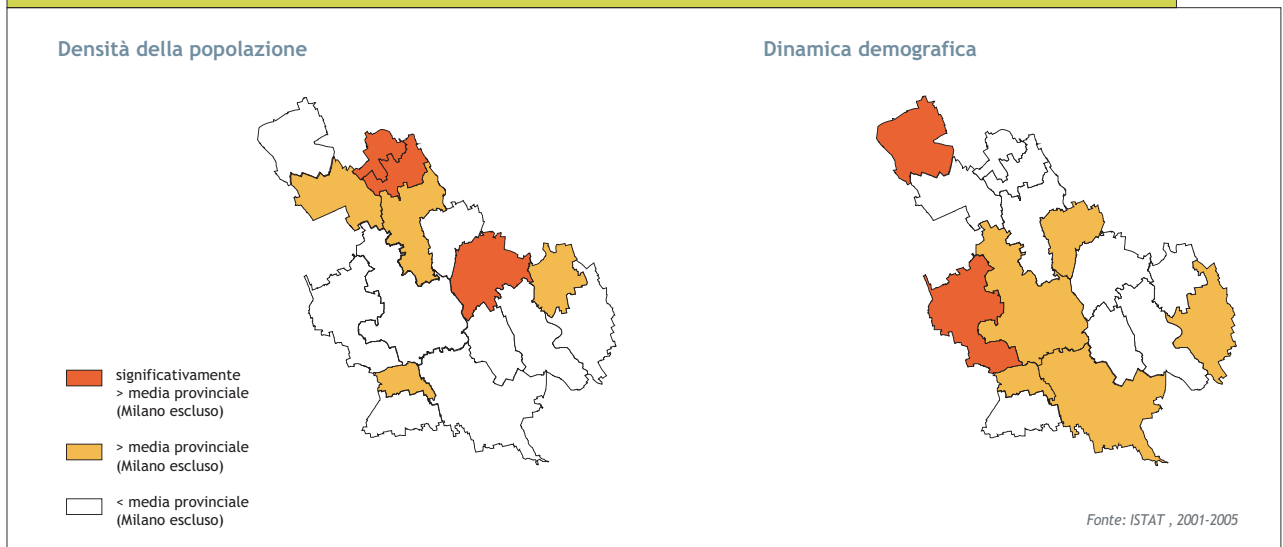 Densità della popolazione
Dinamica demografica
significativamente
> media provinciale
(Milano escluso)
> media provinciale
(Milano escluso)
< media provinciale
(Milano escluso)
Fonte: ISTAT , 2001-2005